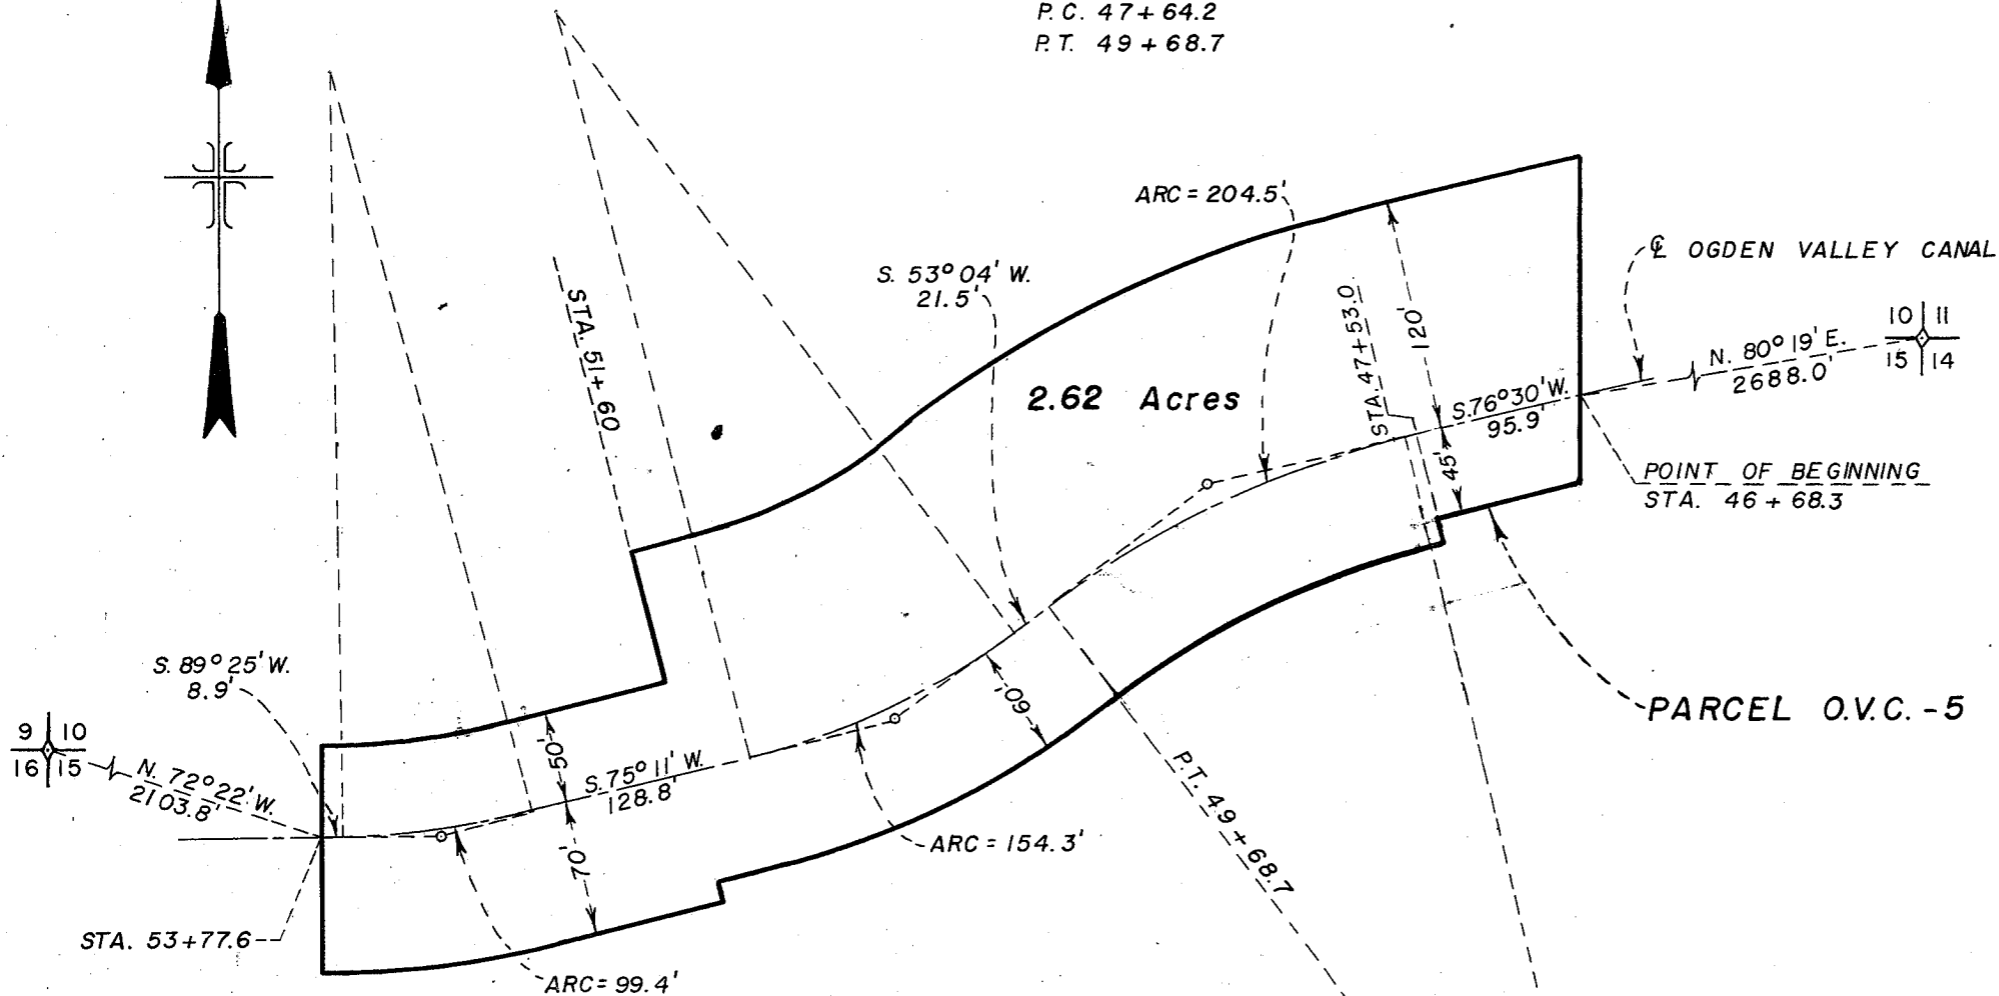 P.C. 47+64.2
P.T. 49+68.7
ARC = 204.5'
℄ OGDEN VALLEY CANAL
S. 53° 04' W.
21.5'
STA. 51+60
STA. 47+53.0
120'
10 11
15 14
N. 80° 19' E.
2688.0'
2.62 Acres
S. 76° 30' W.
95.9'
45'
POINT OF BEGINNING
STA. 46+68.3
S. 89° 25' W.
8.9'
60'
PARCEL O.V.C.-5
9 10
16 15
N. 72° 22' W.
2103.8'
50'
S. 75° 11' W.
128.8'
P.T. 49+68.7
ARC = 154.3'
70'
STA. 53+77.6
ARC = 99.4'